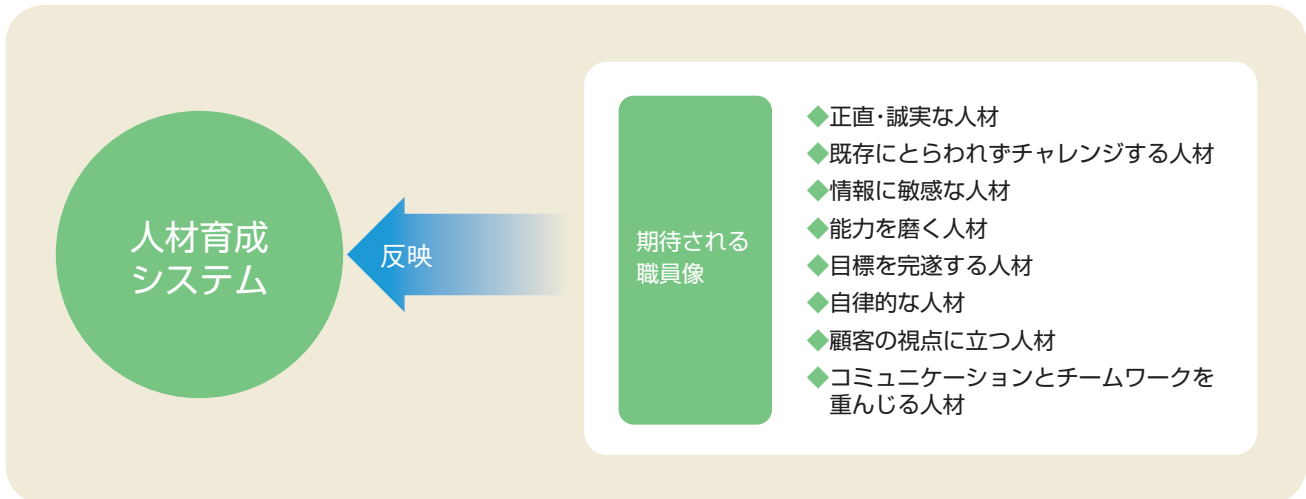 人材育成
システム
反映
期待される
職員像
◆正直・誠実な人材
◆既存にとらわれずチャレンジする人材
◆情報に敏感な人材
◆能力を磨く人材
◆目標を完遂する人材
◆自律的な人材
◆顧客の視点に立つ人材
◆コミュニケーションとチームワークを
重んじる人材